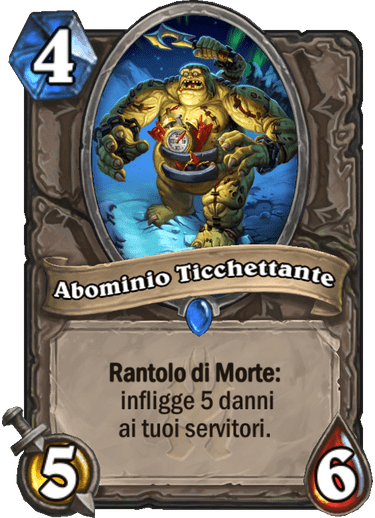 4
Abominio Ticchettante
Rantolo di Morte:
infligge 5 danni
ai tuoi servitori.
5
6